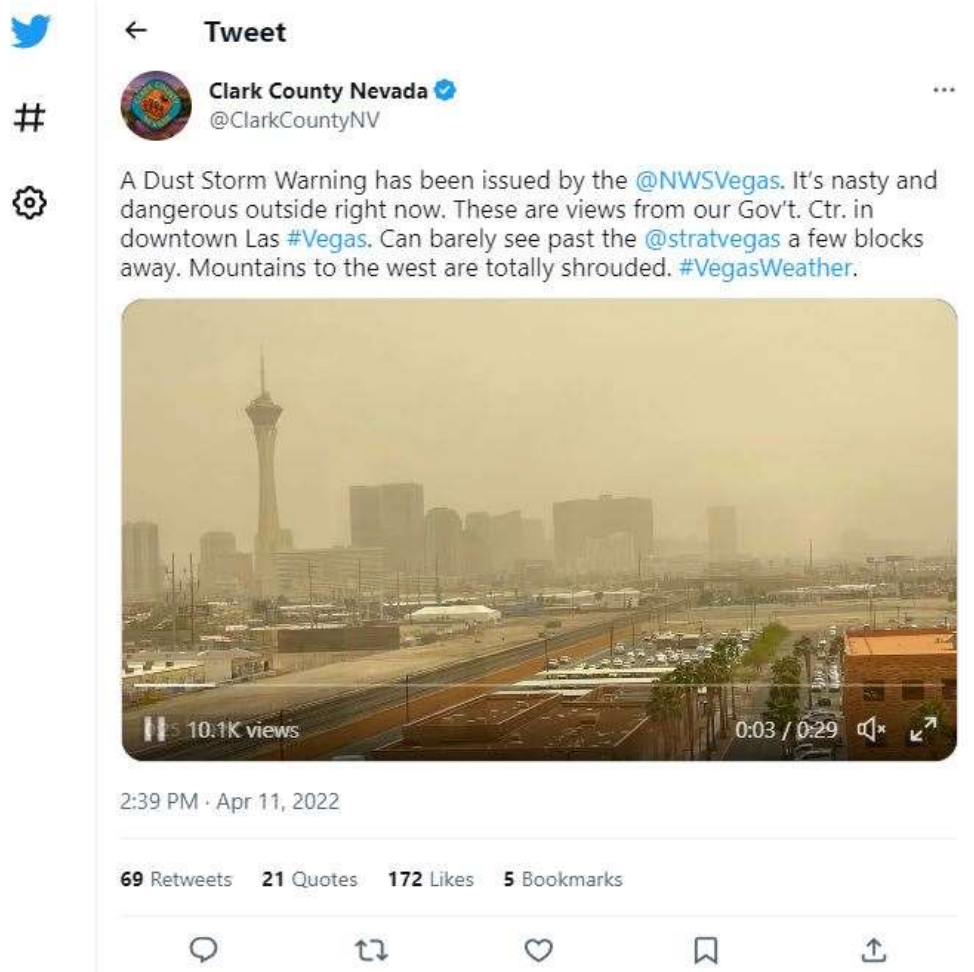 Tweet
Clark County Nevada
@ClarkCountyNV
A Dust Storm Warning has been issued by the @NWSVegas. It's nasty and
dangerous outside right now. These are views from our Gov't. Ctr. in
downtown Las #Vegas. Can barely see past the @stratvegas a few blocks
away. Mountains to the west are totally shrouded. #VegasWeather.
10.1K views
0:03 / 0:29
2:39 PM · Apr 11, 2022
69 Retweets 21 Quotes 172 Likes 5 Bookmarks